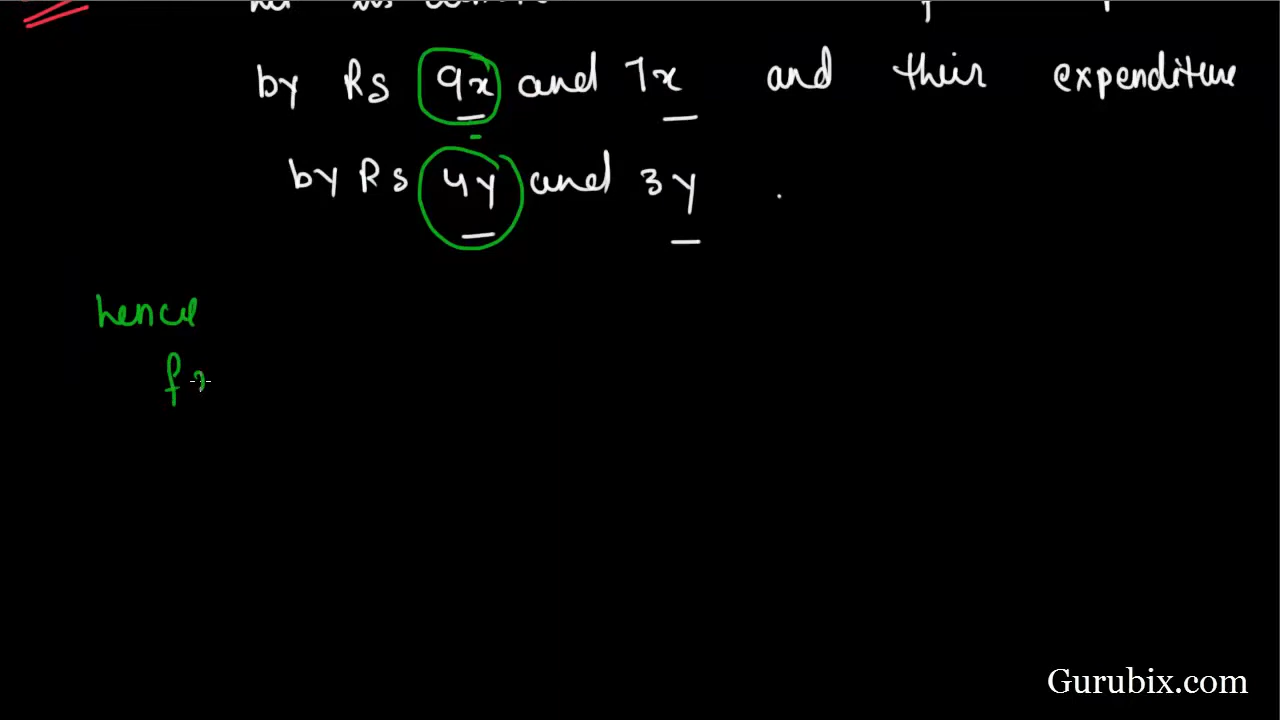 by Rs 9x and 7x and their expenditure
by Rs 4y and 3y .
hence
Gurubix.com